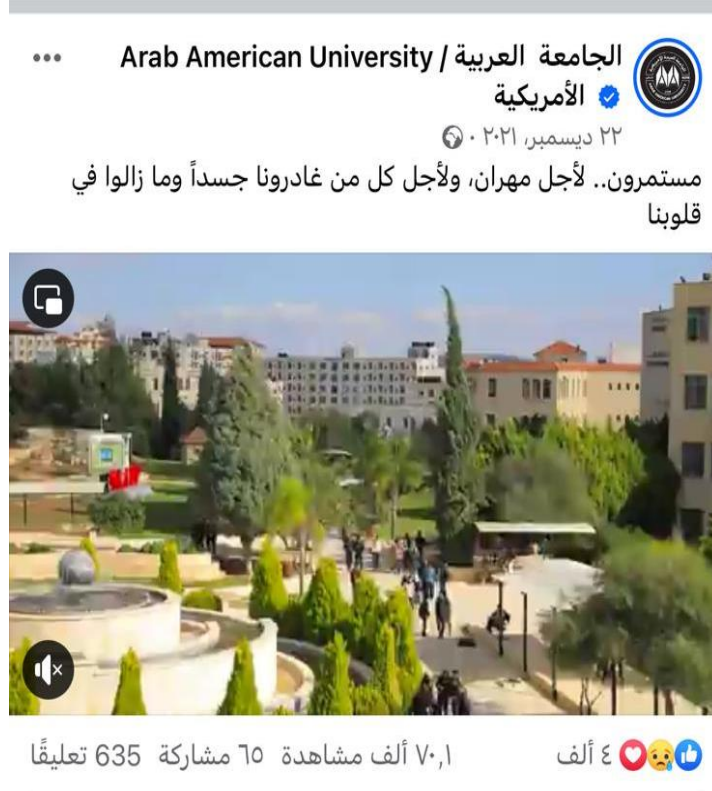 الجامعة العربية / Arab American University
الأمريكية
٢٢ ديسمبر، ٢٠٢١ ·
مستمرون.. لأجل مهران، ولأجل كل من غادرونا جسداً وما زالوا في
قلوبنا
٤ ألف ٧٠,١ ألف مشاهدة ٦٥ مشاركة 635 تعليقًا